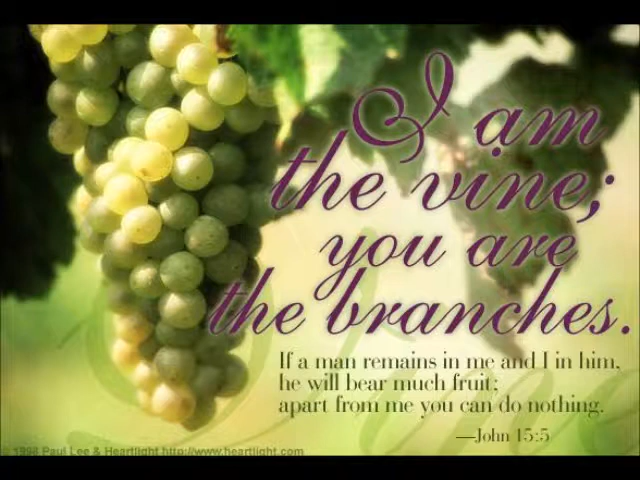 I am
the vine;
you are
the branches.
If a man remains in me and I in him,
he will bear much fruit;
apart from me you can do nothing.
—John 15:5
© 1998 Paul Lee & Heartlight http://www.heartlight.com